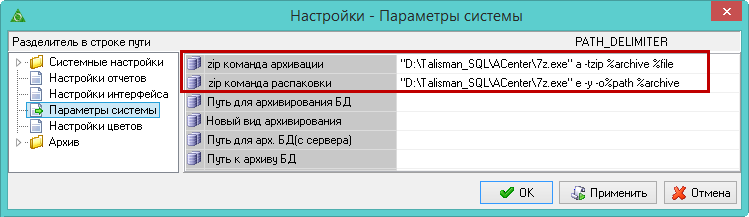 Настройки - Параметры системы
Разделитель в строке пути PATH_DELIMITER
Системные настройки
Настройки отчетов
Настройки интерфейса
Параметры системы
Настройки цветов
Архив
zip команда архивации "D:\Talisman_SQL\ACenter\7z.exe" a -tzip %archive %file
zip команда распаковки "D:\Talisman_SQL\ACenter\7z.exe" e -y -o%path %archive
Путь для архивирования БД
Новый вид архивирования
Путь для арх. БД(с сервера)
Путь к архиву БД
OK Применить Отмена